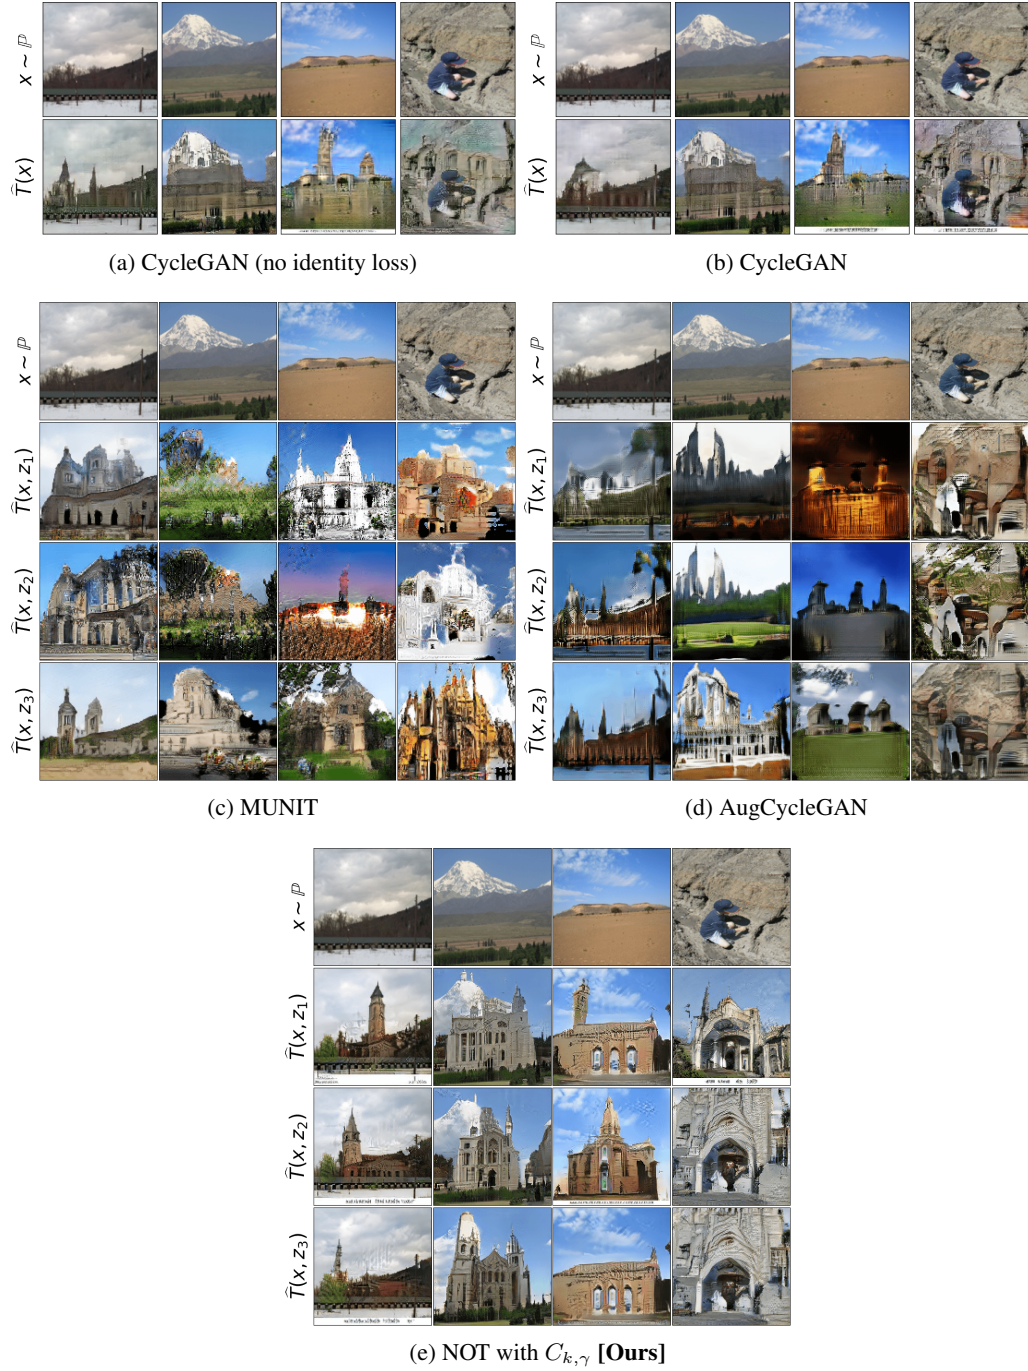 x ~ ℙ
x ~ ℙ
T̂(x)
T̂(x)
(a) CycleGAN (no identity loss)
(b) CycleGAN
x ~ ℙ
x ~ ℙ
T̂(x, z₁)
T̂(x, z₁)
T̂(x, z₂)
T̂(x, z₂)
T̂(x, z₃)
T̂(x, z₃)
(c) MUNIT
(d) AugCycleGAN
x ~ ℙ
T̂(x, z₁)
T̂(x, z₂)
T̂(x, z₃)
(e) NOT with C_{k,γ} [Ours]